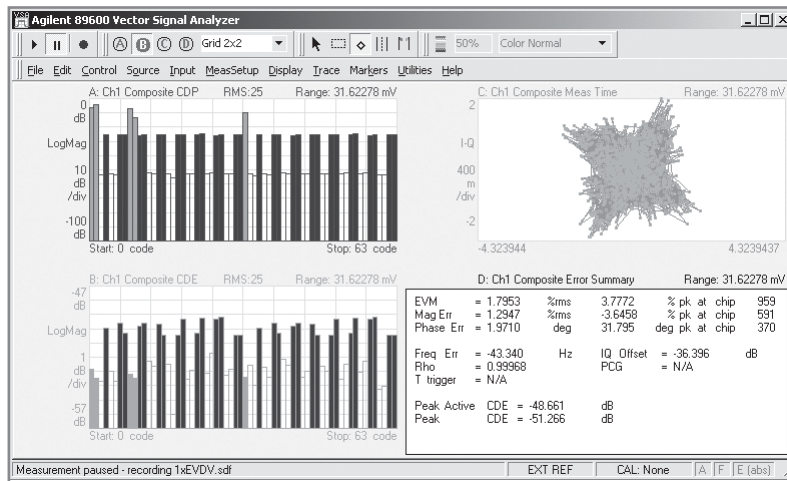 Agilent 89600 Vector Signal Analyzer
A B C D Grid 2x2 50% Color Normal
File Edit Control Source Input MeasSetup Display Trace Markers Utilities Help
A: Ch1 Composite CDP RMS:25 Range: 31.62278 mV
0
dB
LogMag
10
dB
/div
-100
dB
Start: 0 code Stop: 63 code
C: Ch1 Composite Meas Time Range: 31.62278 mV
2
I-Q
400
m
/div
-2
-4.323944 4.3239437
B: Ch1 Composite CDE RMS:25 Range: 31.62278 mV
-47
dB
LogMag
1
dB
/div
-57
dB
Start: 0 code Stop: 63 code
D: Ch1 Composite Error Summary Range: 31.62278 mV
EVM = 1.7953 %rms 3.7772 % pk at chip 959
Mag Err = 1.2947 %rms -3.6458 % pk at chip 591
Phase Err = 1.9710 deg 31.795 deg pk at chip 370
Freq Err = -43.340 Hz IQ Offset = -36.396 dB
Rho = 0.99968 PCG = N/A
T trigger = N/A
Peak Active CDE = -48.661 dB
Peak CDE = -51.266 dB
Measurement paused - recording 1xEVDV.sdf EXT REF CAL: None A F E (abs)